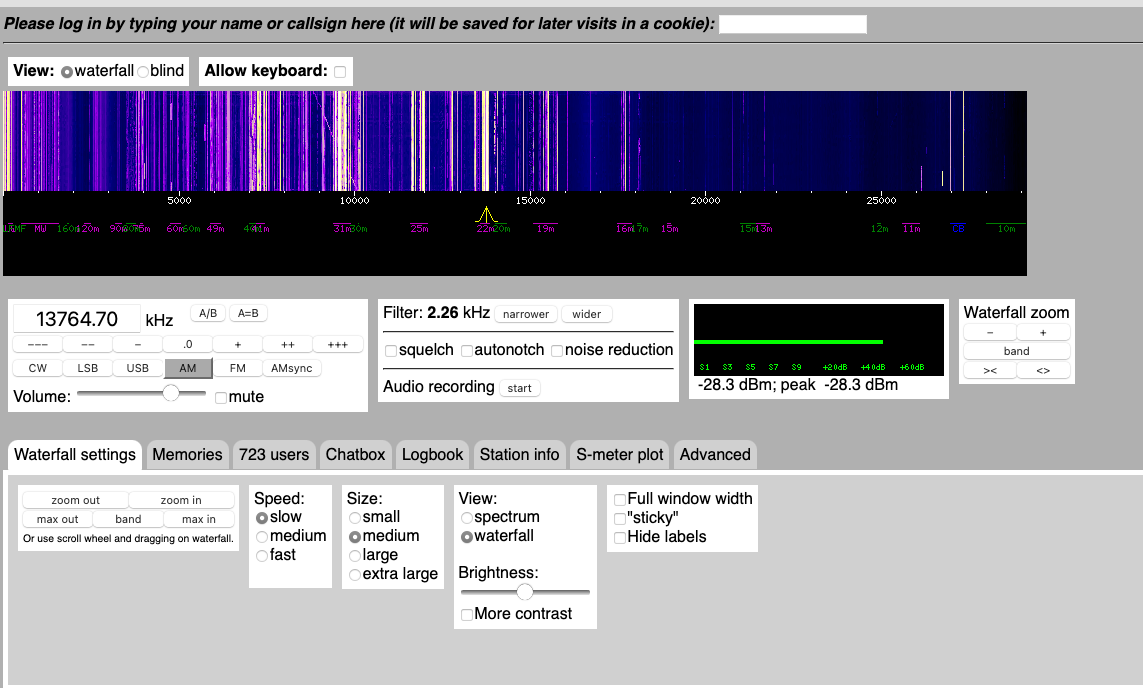 Please log in by typing your name or callsign here (it will be saved for later visits in a cookie):
View: waterfall blind Allow keyboard:
5000 10000 15000 20000 25000
MW 160m 120m 60m 60m 49m 31m 30m 25m 22m 20m 19m 16m 17m 15m 15m 13m 12m 11m CB 10m
13764.70 kHz A/B A=B
--- -- - .0 + ++ +++
CW LSB USB AM FM AMsync
Volume: mute
Filter: 2.26 kHz narrower wider
squelch autonotch noise reduction
Audio recording start
S1 S3 S5 S7 S9 +20dB +40dB +60dB
-28.3 dBm; peak -28.3 dBm
Waterfall zoom
- +
band
>< <>
Waterfall settings Memories 723 users Chatbox Logbook Station info S-meter plot Advanced
zoom out zoom in
max out band max in
Or use scroll wheel and dragging on waterfall.
Speed:
slow
medium
fast
Size:
small
medium
large
extra large
View:
spectrum
waterfall
Brightness:
More contrast
Full window width
"sticky"
Hide labels